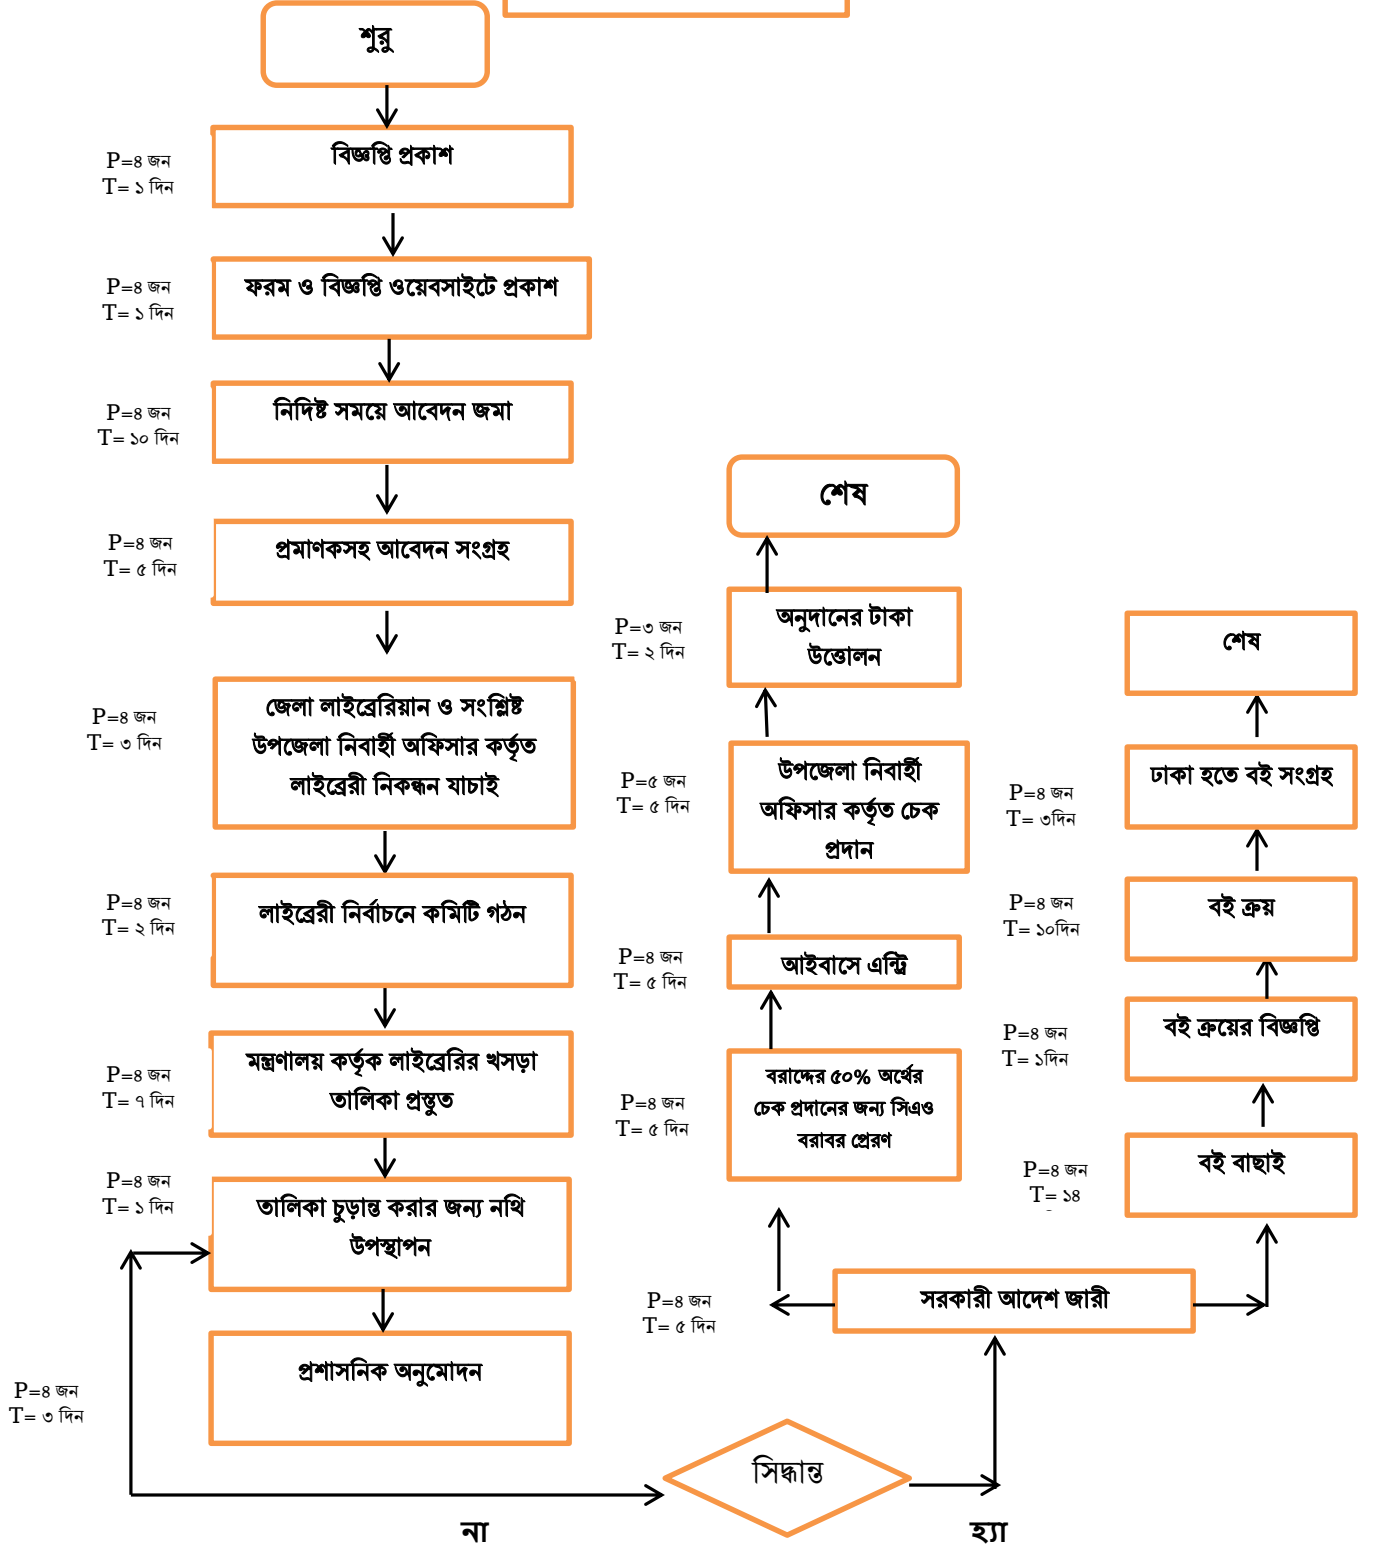 শুরু
P=৪ জন
T= ১ দিন
বিজ্ঞপ্তি প্রকাশ
P=৪ জন
T= ১ দিন
ফরম ও বিজ্ঞপ্তি ওয়েবসাইটে প্রকাশ
P=৪ জন
T= ১০ দিন
নিদিষ্ট সময়ে আবেদন জমা
P=৪ জন
T= ৫ দিন
প্রমাণকসহ আবেদন সংগ্রহ
P=৪ জন
T= ৩ দিন
জেলা লাইব্রেরিয়ান ও সংশ্লিষ্ট
উপজেলা নিবার্হী অফিসার কর্তৃত
লাইব্রেরী নিকন্ধন যাচাই
P=৪ জন
T= ২ দিন
লাইব্রেরী নির্বাচনে কমিটি গঠন
P=৪ জন
T= ৭ দিন
মন্ত্রণালয় কর্তৃক লাইব্রেরির খসড়া
তালিকা প্রস্তুত
P=৪ জন
T= ১ দিন
তালিকা চুড়ান্ত করার জন্য নথি
উপস্থাপন
প্রশাসনিক অনুমোদন
P=৪ জন
T= ৩ দিন
সিদ্ধান্ত
না
হ্যা
P=৪ জন
T= ৫ দিন
সরকারী আদেশ জারী
P=৪ জন
T= ৫ দিন
বরাদ্দের ৫০% অর্থের
চেক প্রদানের জন্য সিএও
বরাবর প্রেরণ
P=৪ জন
T= ৫ দিন
আইবাসে এন্ট্রি
P=৫ জন
T= ৫ দিন
উপজেলা নিবার্হী
অফিসার কর্তৃত চেক
প্রদান
P=৩ জন
T= ২ দিন
অনুদানের টাকা
উত্তোলন
শেষ
P=৪ জন
T= ১৪
বই বাছাই
P=৪ জন
T= ১দিন
বই ক্রয়ের বিজ্ঞপ্তি
P=৪ জন
T= ১০দিন
বই ক্রয়
P=৪ জন
T= ৩দিন
ঢাকা হতে বই সংগ্রহ
শেষ